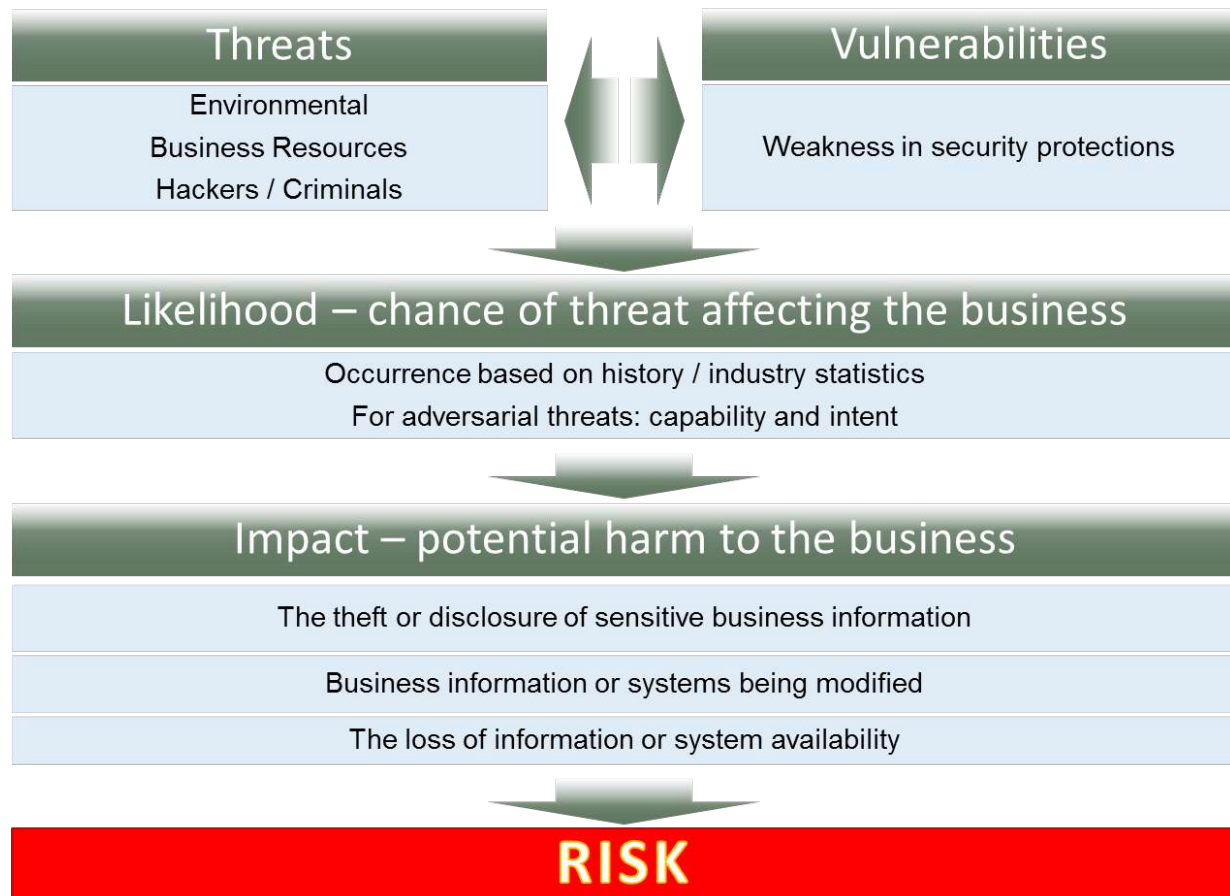 Threats
Vulnerabilities
Environmental
Business Resources
Hackers / Criminals
Weakness in security protections
Likelihood – chance of threat affecting the business
Occurrence based on history / industry statistics
For adversarial threats: capability and intent
Impact – potential harm to the business
The theft or disclosure of sensitive business information
Business information or systems being modified
The loss of information or system availability
RISK